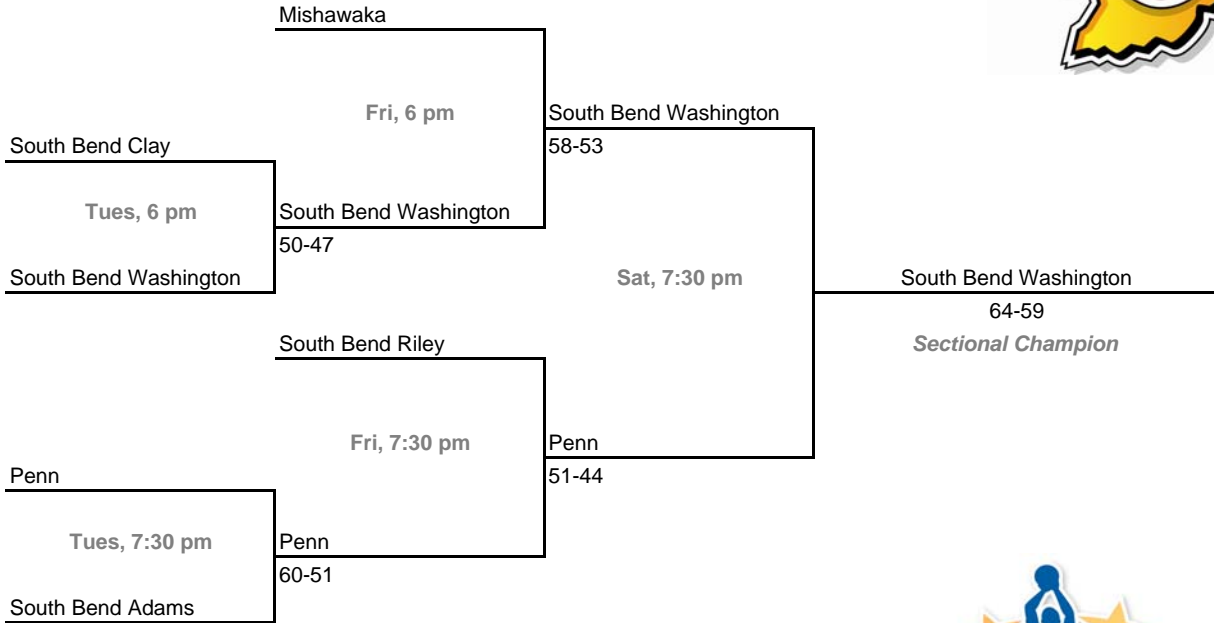 Mishawaka
Fri, 6 pm
South Bend Washington
South Bend Clay
58-53
Tues, 6 pm
South Bend Washington
50-47
South Bend Washington
Sat, 7:30 pm
South Bend Washington
64-59
South Bend Riley
Sectional Champion
Fri, 7:30 pm
Penn
Penn
51-44
Tues, 7:30 pm
Penn
60-51
South Bend Adams